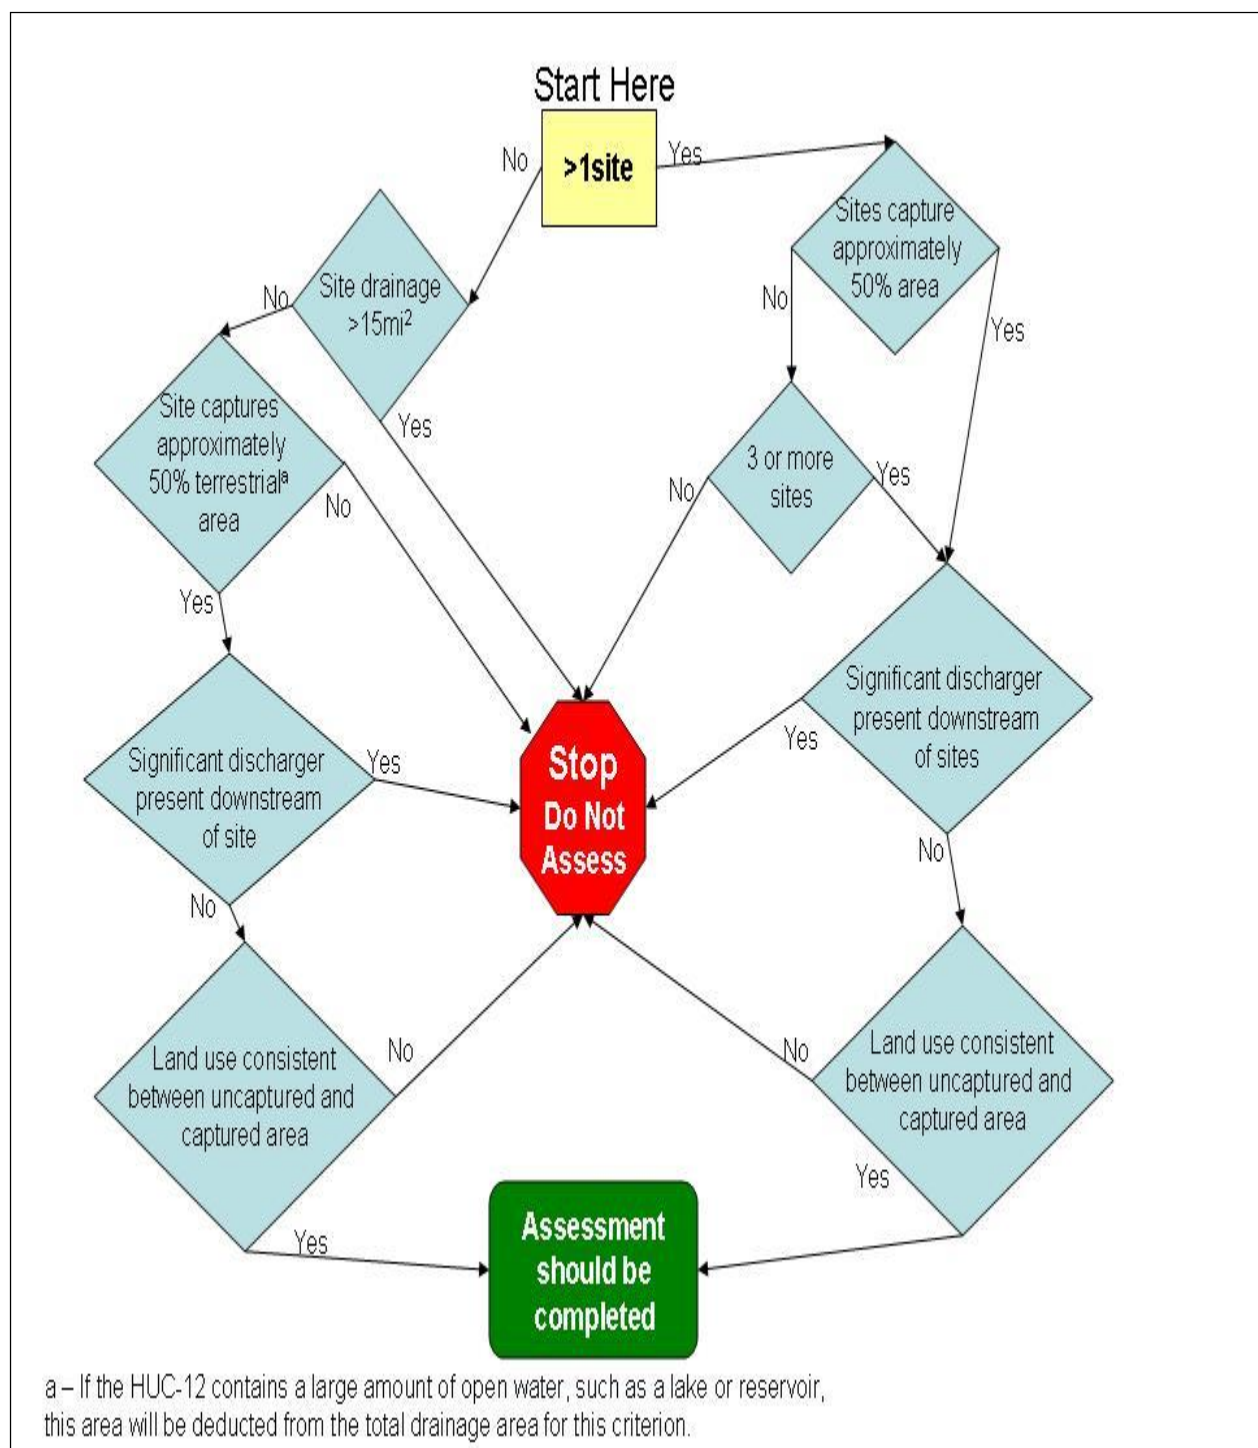 Start Here
>1site
No
Yes
Sites capture
approximately
50% area
Site drainage
>15mi²
No
Yes
No
Yes
Site captures
approximately
50% terrestrialᵃ
area
No
Yes
3 or more
sites
No
Yes
Significant discharger
present downstream
of site
Yes
No
Significant discharger
present downstream
of sites
Yes
No
Stop
Do Not
Assess
Land use consistent
between uncaptured and
captured area
No
Yes
Land use consistent
between uncaptured and
captured area
No
Yes
Assessment
should be
completed
a – If the HUC-12 contains a large amount of open water, such as a lake or reservoir,
this area will be deducted from the total drainage area for this criterion.